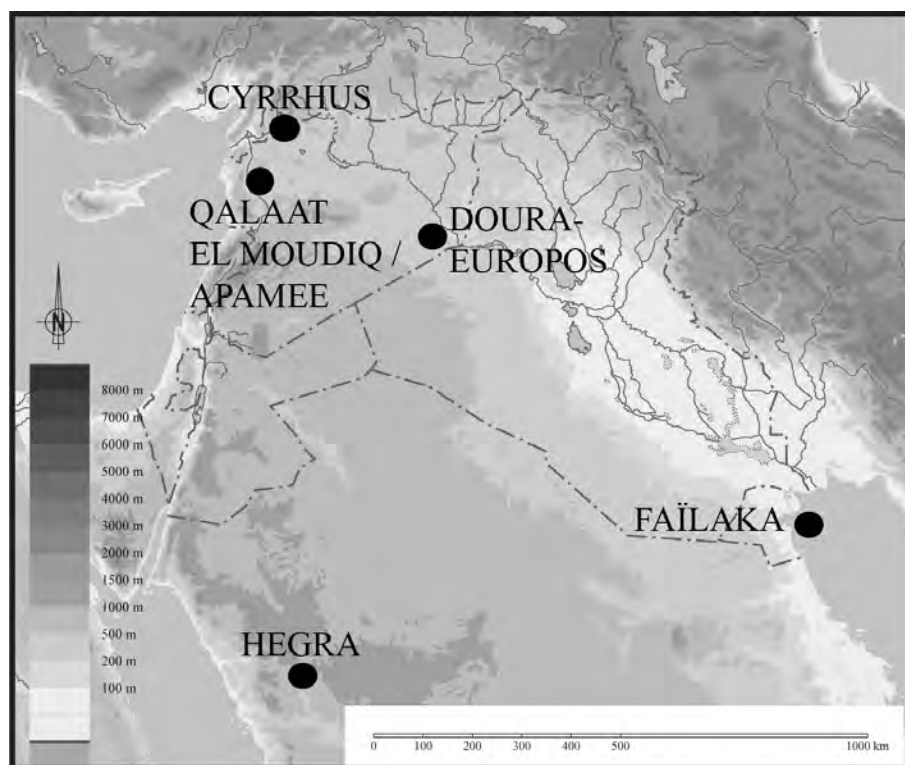 CYRRHUS
QALAAT
EL MOUDIQ /
APAMEE
DOURA-
EUROPOS
N
8000 m
7000 m
6000 m
5000 m
4000 m
3000 m
2000 m
1500 m
1000 m
500 m
200 m
100 m
FAÏLAKA
HEGRA
0 100 200 300 400 500 1000 km